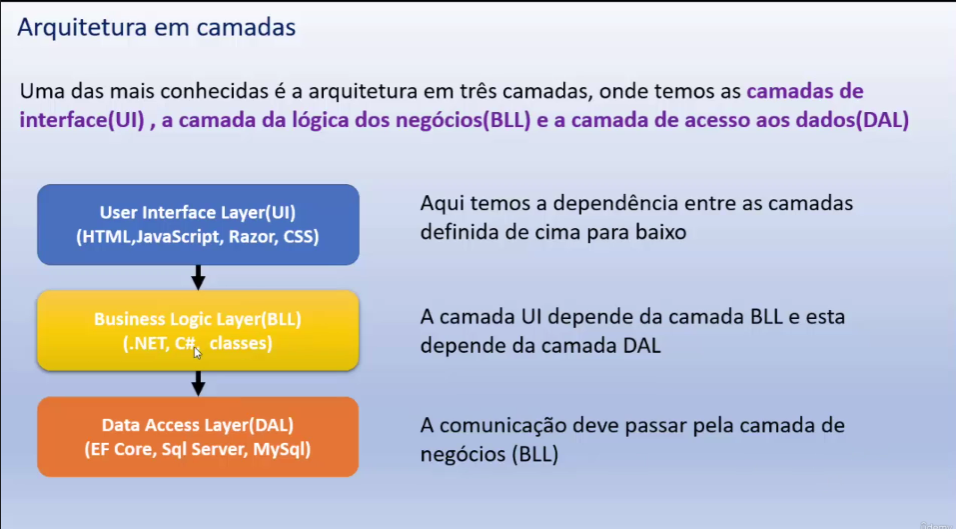 Arquitetura em camadas
Uma das mais conhecidas é a arquitetura em três camadas, onde temos as camadas de
interface(UI) , a camada da lógica dos negócios(BLL) e a camada de acesso aos dados(DAL)
User Interface Layer(UI)
(HTML,JavaScript, Razor, CSS)
Aqui temos a dependência entre as camadas
definida de cima para baixo
Business Logic Layer(BLL)
(.NET, C#, classes)
A camada UI depende da camada BLL e esta
depende da camada DAL
Data Access Layer(DAL)
(EF Core, Sql Server, MySql)
A comunicação deve passar pela camada de
negócios (BLL)